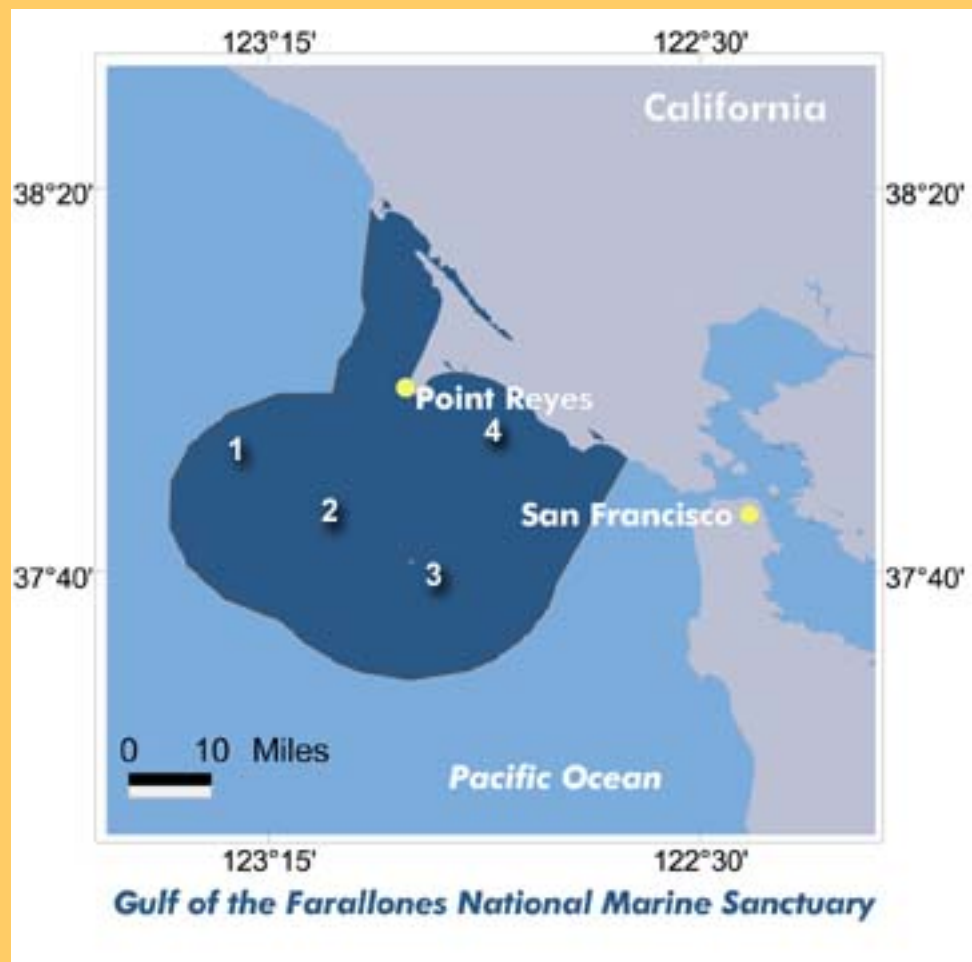 123°15' 122°30'
California
38°20' 38°20'
Point Reyes
1 4
2 San Francisco
37°40' 3 37°40'
0 10 Miles
Pacific Ocean
123°15' 122°30'
Gulf of the Farallones National Marine Sanctuary